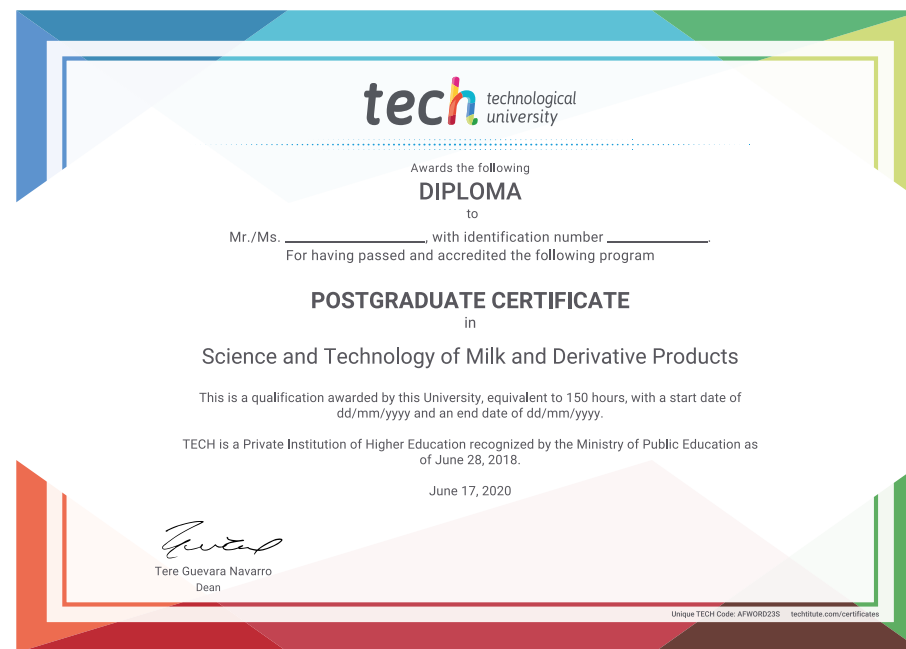 tech technological
university
Awards the following
DIPLOMA
to
Mr./Ms. ____________________, with identification number ______________.
For having passed and accredited the following program
POSTGRADUATE CERTIFICATE
in
Science and Technology of Milk and Derivative Products
This is a qualification awarded by this University, equivalent to 150 hours, with a start date of
dd/mm/yyyy and an end date of dd/mm/yyyy.
TECH is a Private Institution of Higher Education recognized by the Ministry of Public Education as
of June 28, 2018.
June 17, 2020
Tere Guevara Navarro
Dean
Unique TECH Code: AFWORD23S techtitute.com/certificates